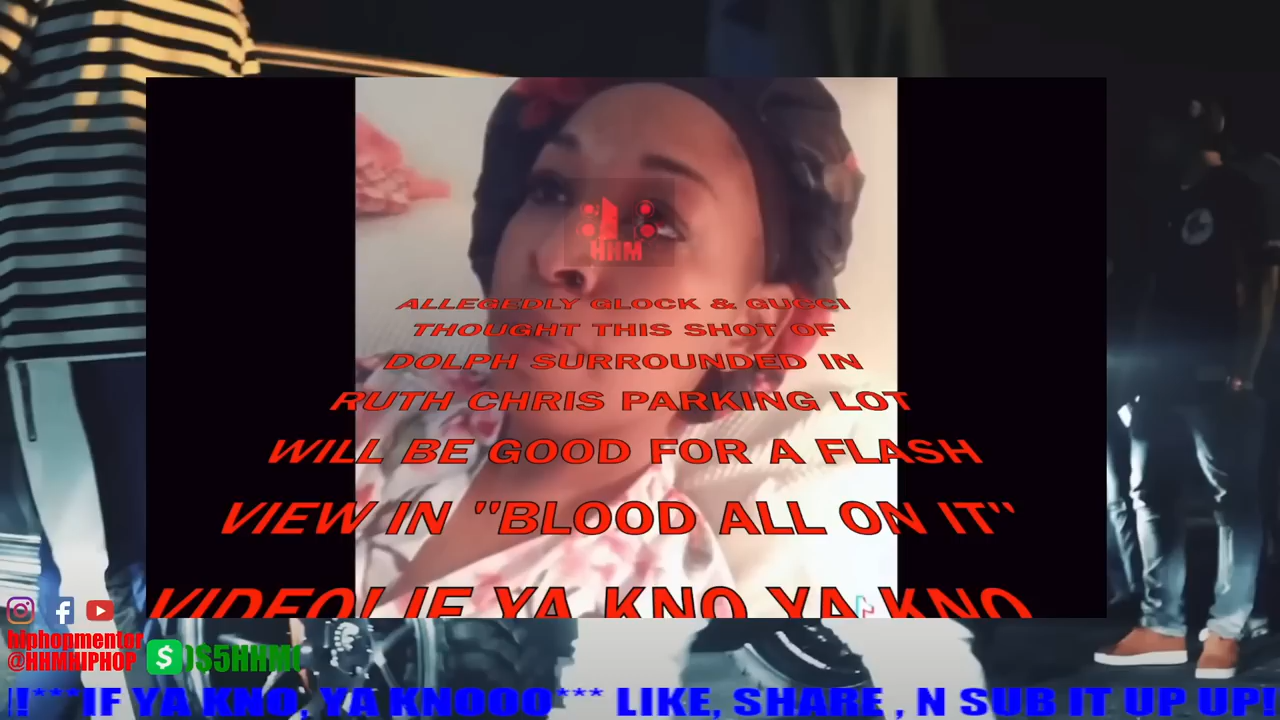 HHM
ALLEGEDLY GLOCK & GUCCI
THOUGHT THIS SHOT OF
DOLPH SURROUNDED IN
RUTH CHRIS PARKING LOT
WILL BE GOOD FOR A FLASH
VIEW IN "BLOOD ALL ON IT"
VIDEO! IF YA KNO YA KNO
hiphopmenter
@HHMHIPHOP
$
!***IF YA KNO, YA KNOOO*** LIKE, SHARE , N SUB IT UP UP!